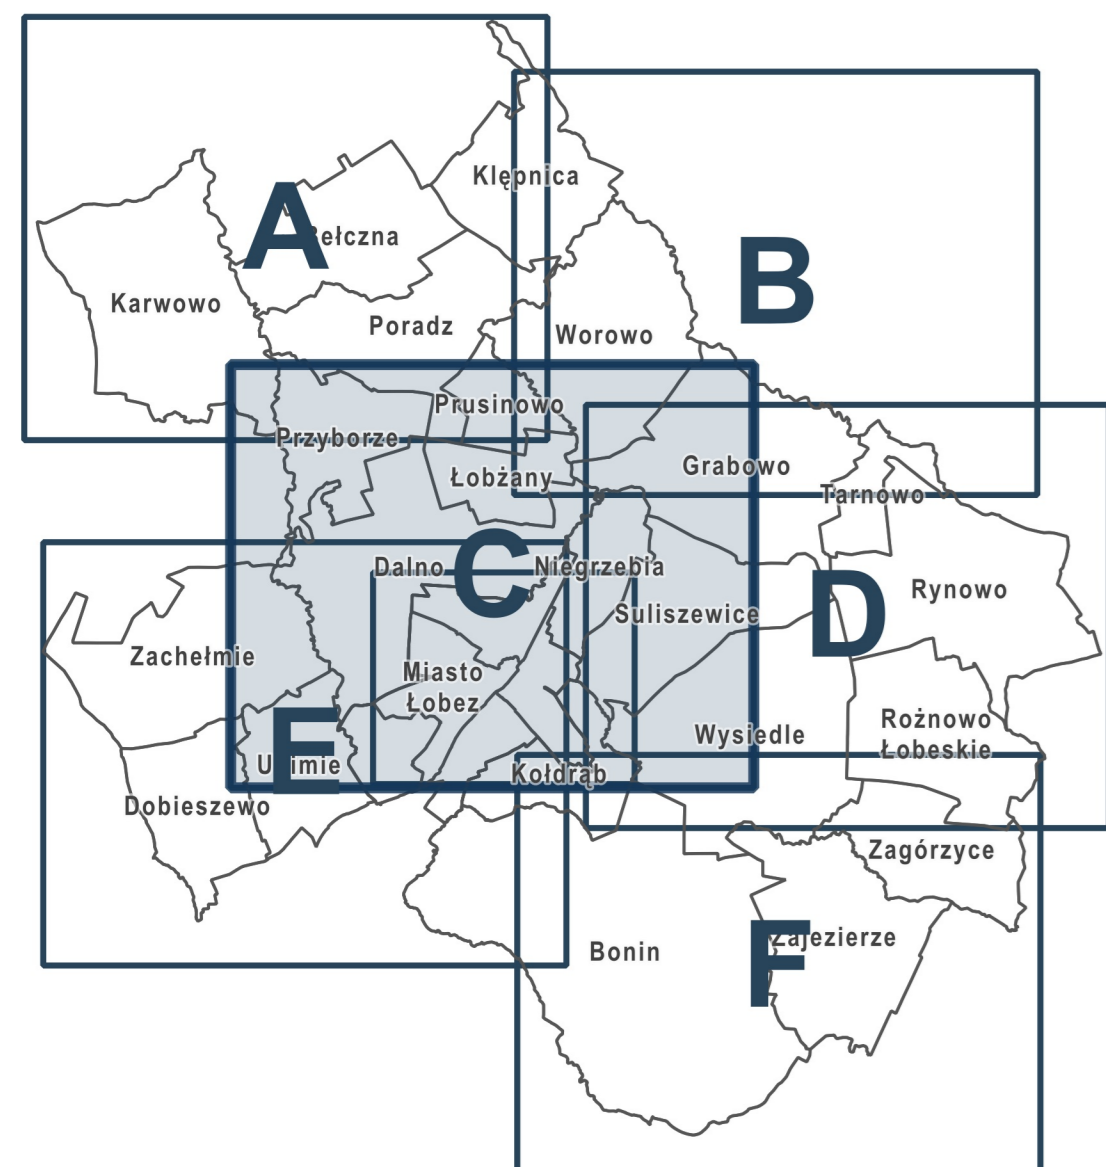 Klępnica
A
Karwowo
Poradz
B
Worowo
Prusinowo
Przyborze
Łobżany
Grabowo
Tarnowo
C
Dalno
Niegrzebia
Suliszewice
D
Rynowo
Zachełmie
Miasto
Łobez
E
Wysiedle
Rożnowo
Łobeskie
Kołdrąb
Dobieszewo
Zagórzyce
F
Zajezierze
Bonin